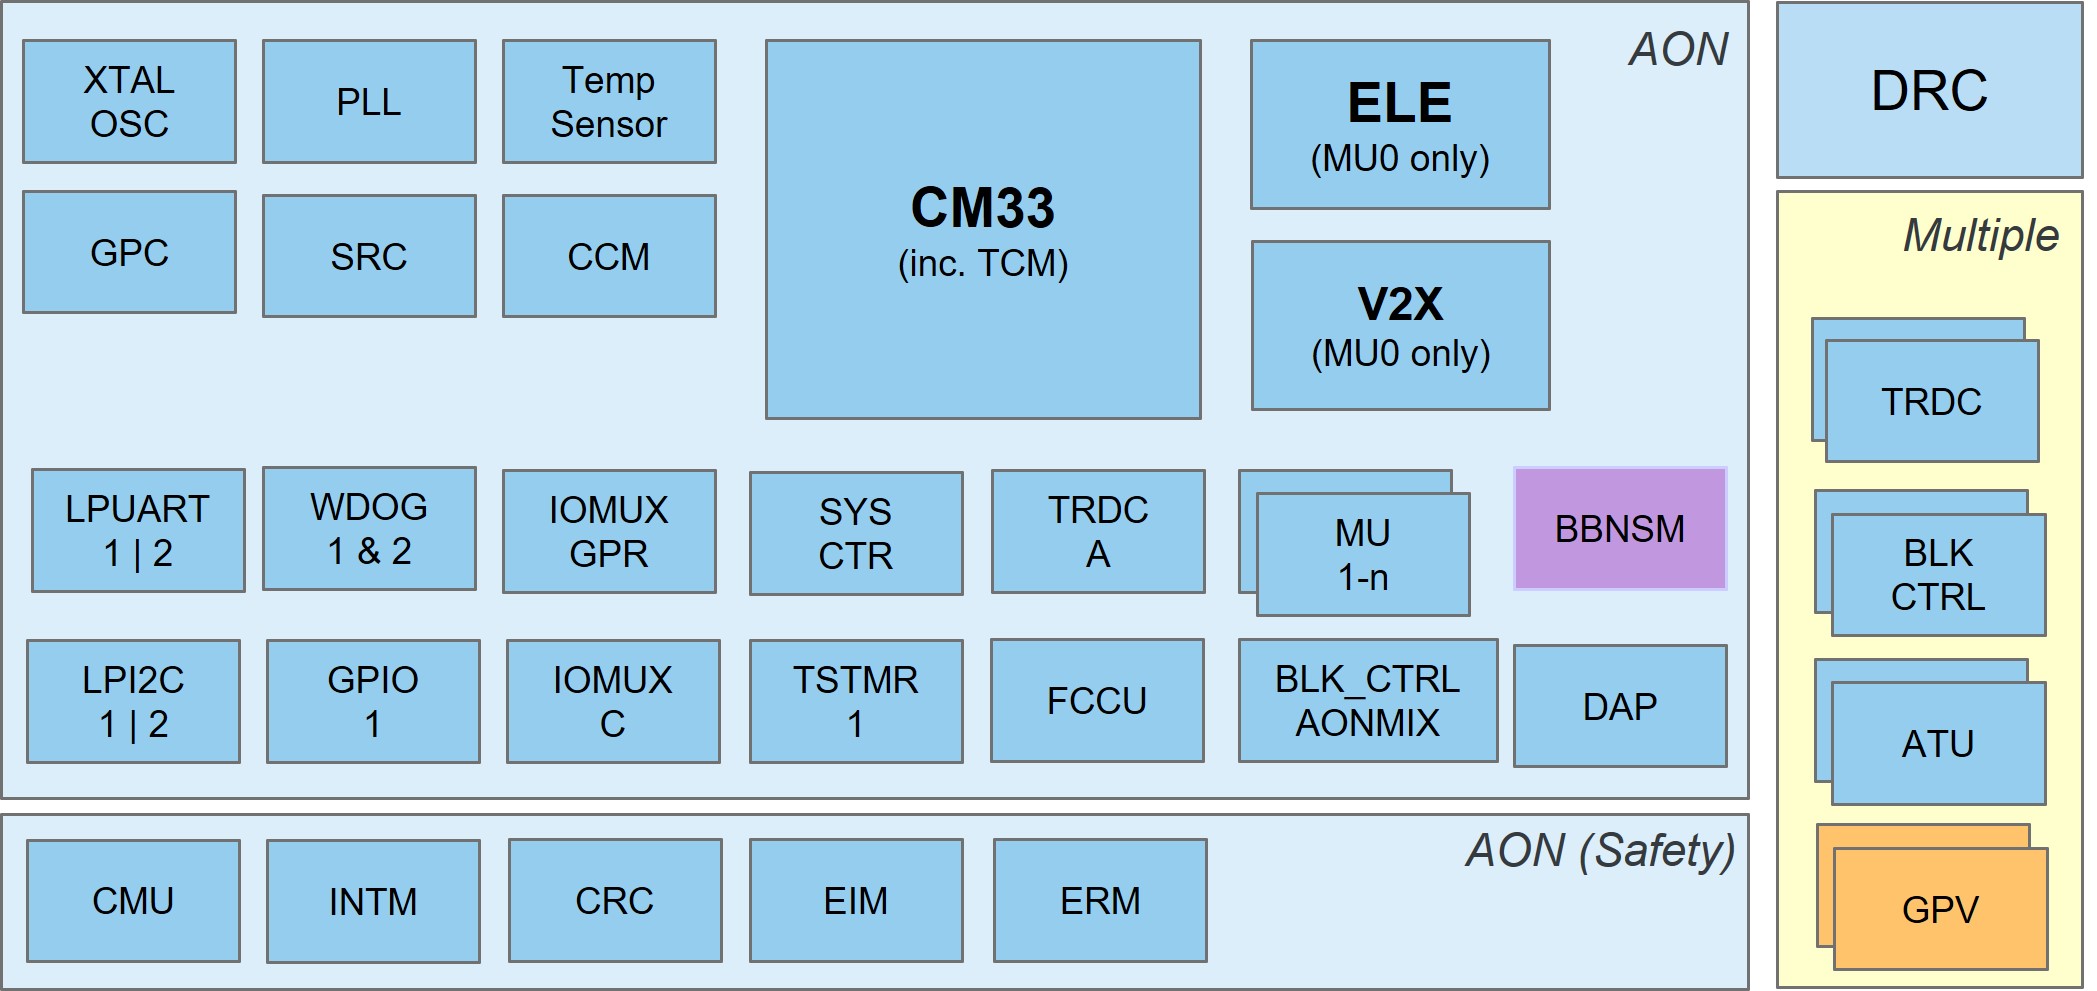 AON
XTAL
OSC
PLL
Temp
Sensor
CM33
(inc. TCM)
ELE
(MU0 only)
GPC
SRC
CCM
V2X
(MU0 only)
LPUART
1 | 2
WDOG
1 & 2
IOMUX
GPR
SYS
CTR
TRDC
A
MU
1-n
BBNSM
LPI2C
1 | 2
GPIO
1
IOMUX
C
TSTMR
1
FCCU
BLK_CTRL
AONMIX
DAP
AON (Safety)
CMU
INTM
CRC
EIM
ERM
DRC
Multiple
TRDC
BLK
CTRL
ATU
GPV